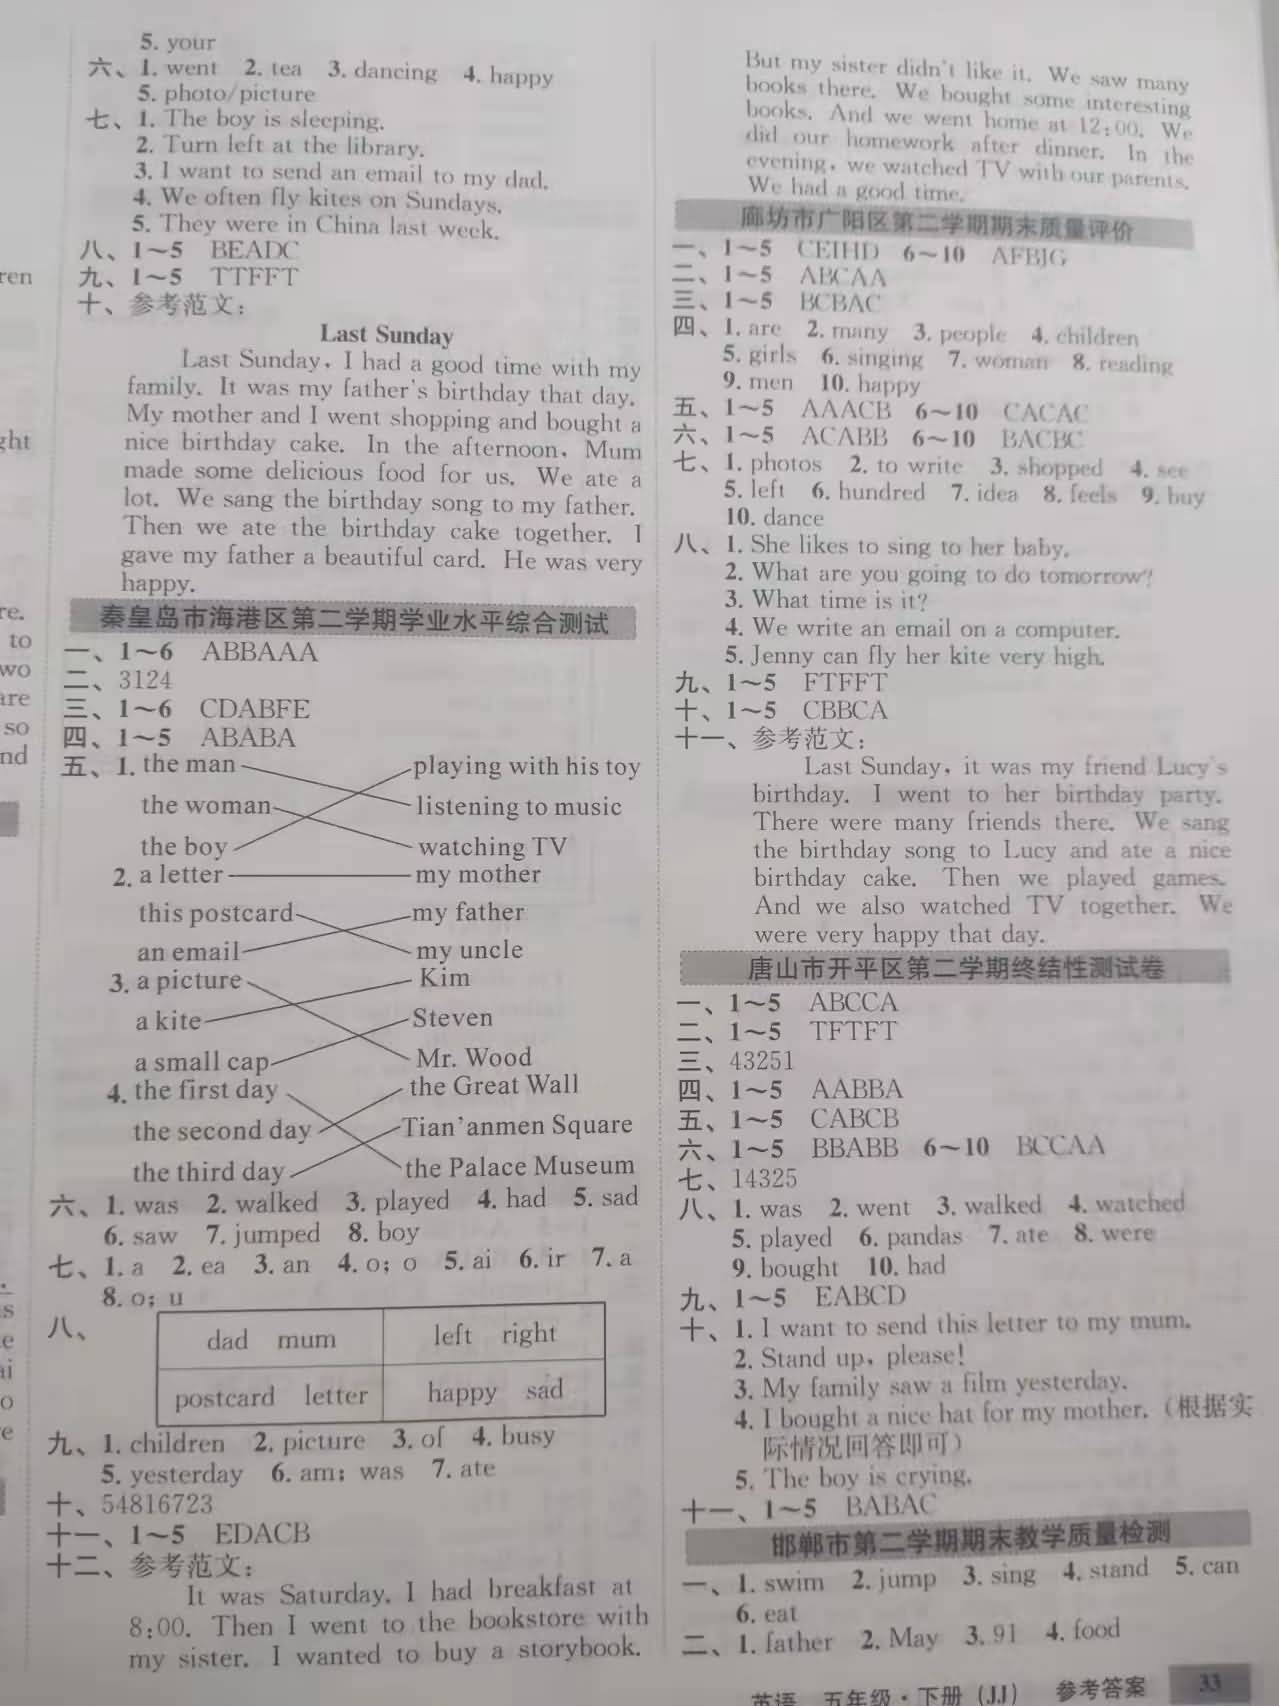 5. your
六、1. went 2. tea 3. dancing 4. happy
5. photo/picture
七、1. The boy is sleeping.
2. Turn left at the library.
3. I want to send an email to my dad.
4. We often fly kites on Sundays.
5. They were in China last week.
八、1～5 BEADC
九、1～5 TTFFT
十、参考范文：
Last Sunday
Last Sunday, I had a good time with my
family. It was my father's birthday that day.
My mother and I went shopping and bought a
nice birthday cake. In the afternoon, Mum
made some delicious food for us. We ate a
lot. We sang the birthday song to my father.
Then we ate the birthday cake together. I
gave my father a beautiful card. He was very
happy.
秦皇岛市海港区第二学期学业水平综合测试
一、1～6 ABBAAA
二、3124
三、1～6 CDABFE
四、1～5 ABABA
五、1. the man playing with his toy
the woman listening to music
the boy watching TV
2. a letter my mother
this postcard my father
an email my uncle
3. a picture Kim
a kite Steven
a small cap Mr. Wood
4. the first day the Great Wall
the second day Tian'anmen Square
the third day the Palace Museum
六、1. was 2. walked 3. played 4. had 5. sad
6. saw 7. jumped 8. boy
七、1. a 2. ea 3. an 4. o; o 5. ai 6. ir 7. a
8. o; u
八、
dad mum left right
postcard letter happy sad
九、1. children 2. picture 3. of 4. busy
5. yesterday 6. am; was 7. ate
十、54816723
十一、1～5 EDACB
十二、参考范文：
It was Saturday. I had breakfast at
8:00. Then I went to the bookstore with
my sister. I wanted to buy a storybook.
But my sister didn't like it. We saw many
books there. We bought some interesting
books. And we went home at 12:00. We
did our homework after dinner. In the
evening, we watched TV with our parents.
We had a good time.
廊坊市广阳区第二学期期末质量评价
一、1～5 CEIHD 6～10 AFBJG
二、1～5 ABCAA
三、1～5 BCBAC
四、1. are 2. many 3. people 4. children
5. girls 6. singing 7. woman 8. reading
9. men 10. happy
五、1～5 AAACB 6～10 CACAC
六、1～5 ACABB 6～10 BACBC
七、1. photos 2. to write 3. shopped 4. see
5. left 6. hundred 7. idea 8. feels 9. buy
10. dance
八、1. She likes to sing to her baby.
2. What are you going to do tomorrow?
3. What time is it?
4. We write an email on a computer.
5. Jenny can fly her kite very high.
九、1～5 FTFFT
十、1～5 CBBCA
十一、参考范文：
Last Sunday, it was my friend Lucy's
birthday. I went to her birthday party.
There were many friends there. We sang
the birthday song to Lucy and ate a nice
birthday cake. Then we played games.
And we also watched TV together. We
were very happy that day.
唐山市开平区第二学期终结性测试卷
一、1～5 ABCCA
二、1～5 TFTFT
三、43251
四、1～5 AABBA
五、1～5 CABCB
六、1～5 BBABB 6～10 BCCAA
七、14325
八、1. was 2. went 3. walked 4. watched
5. played 6. pandas 7. ate 8. were
9. bought 10. had
九、1～5 EABCD
十、1. I want to send this letter to my mum.
2. Stand up, please!
3. My family saw a film yesterday.
4. I bought a nice hat for my mother.（根据实
际情况回答即可）
5. The boy is crying.
十一、1～5 BABAC
邯郸市第二学期期末教学质量检测
一、1. swim 2. jump 3. sing 4. stand 5. can
6. eat
二、1. father 2. May 3. 91 4. food
英语 五年级·下册（JJ） 参考答案 33